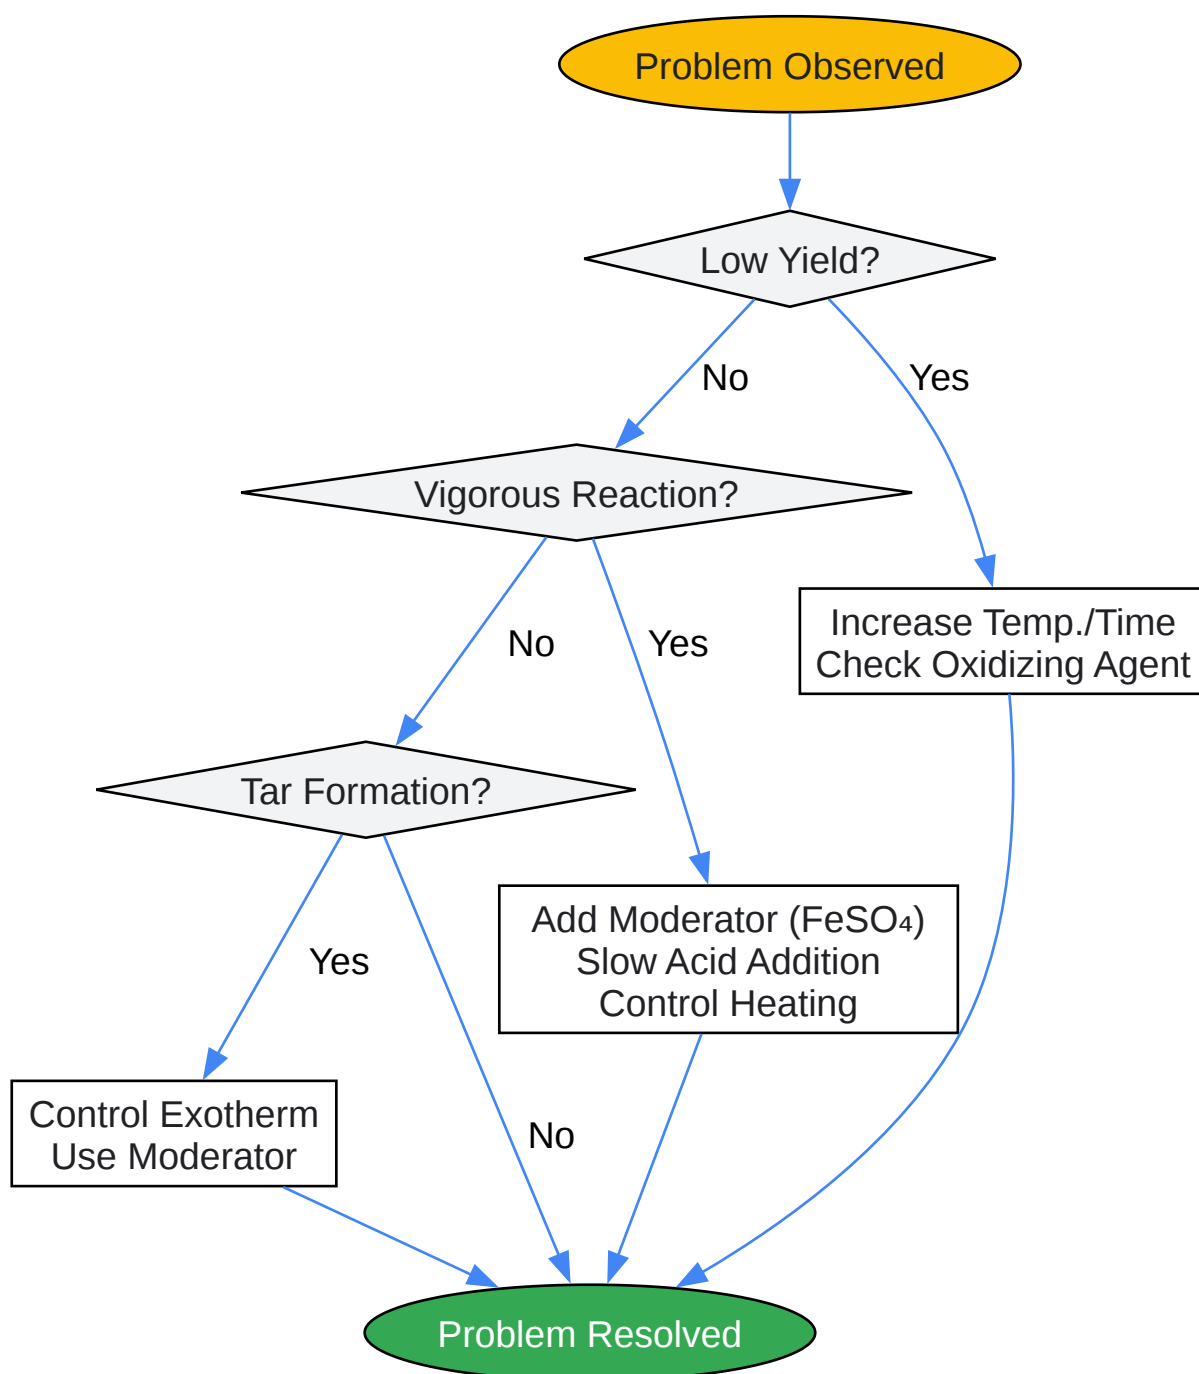 Problem Observed
Low Yield?
No
Yes
Vigorous Reaction?
Increase Temp./Time
Check Oxidizing Agent
No
Yes
Tar Formation?
Add Moderator (FeSO₄)
Slow Acid Addition
Control Heating
Yes
Control Exotherm
Use Moderator
No
Problem Resolved